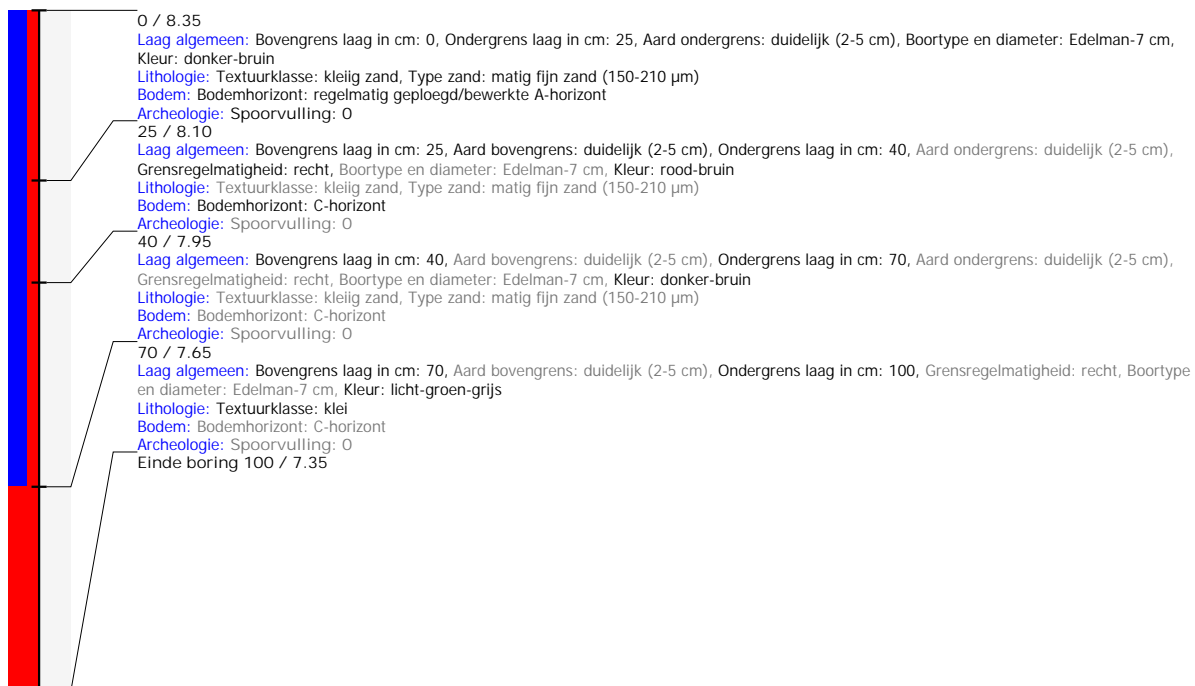 0 / 8.35
Laag algemeen: Bovengrens laag in cm: 0, Ondergrens laag in cm: 25, Aard ondergrens: duidelijk (2-5 cm), Boortype en diameter: Edelman-7 cm,
Kleur: donker-bruin
Lithologie: Textuurklasse: kleiig zand, Type zand: matig fijn zand (150-210 µm)
Bodem: Bodemhorizont: regelmatig geploegd/bewerkte A-horizont
Archeologie: Spoorvulling: 0
25 / 8.10
Laag algemeen: Bovengrens laag in cm: 25, Aard bovengrens: duidelijk (2-5 cm), Ondergrens laag in cm: 40, Aard ondergrens: duidelijk (2-5 cm),
Grensregelmatigheid: recht, Boortype en diameter: Edelman-7 cm, Kleur: rood-bruin
Lithologie: Textuurklasse: kleiig zand, Type zand: matig fijn zand (150-210 µm)
Bodem: Bodemhorizont: C-horizont
Archeologie: Spoorvulling: 0
40 / 7.95
Laag algemeen: Bovengrens laag in cm: 40, Aard bovengrens: duidelijk (2-5 cm), Ondergrens laag in cm: 70, Aard ondergrens: duidelijk (2-5 cm),
Grensregelmatigheid: recht, Boortype en diameter: Edelman-7 cm, Kleur: donker-bruin
Lithologie: Textuurklasse: kleiig zand, Type zand: matig fijn zand (150-210 µm)
Bodem: Bodemhorizont: C-horizont
Archeologie: Spoorvulling: 0
70 / 7.65
Laag algemeen: Bovengrens laag in cm: 70, Aard bovengrens: duidelijk (2-5 cm), Ondergrens laag in cm: 100, Grensregelmatigheid: recht, Boortype
en diameter: Edelman-7 cm, Kleur: licht-groen-grijs
Lithologie: Textuurklasse: klei
Bodem: Bodemhorizont: C-horizont
Archeologie: Spoorvulling: 0
Einde boring 100 / 7.35